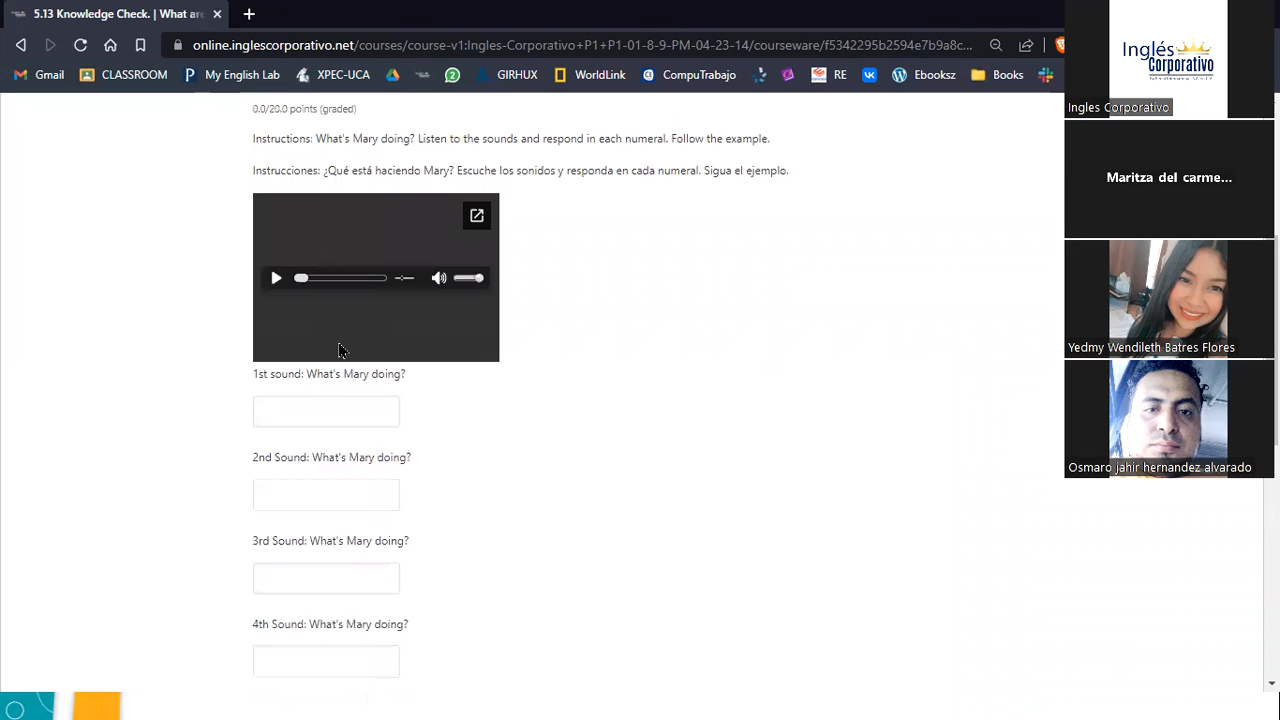 5.13 Knowledge Check. | What are
online.inglescorporativo.net/courses/course-v1:Ingles-Corporativo+P1+P1-01-8-9-PM-04-23-14/courseware/f5342295b2594e7b9a8c...
Gmail CLASSROOM My English Lab XPEC-UCA GIRHUX WorldLink CompuTrabajo RE Ebooksz Books
0.0/20.0 points (graded)
Instructions: What's Mary doing? Listen to the sounds and respond in each numeral. Follow the example.
Instrucciones: ¿Qué está haciendo Mary? Escuche los sonidos y responda en cada numeral. Siga el ejemplo.
1st sound: What's Mary doing?
2nd Sound: What's Mary doing?
3rd Sound: What's Mary doing?
4th Sound: What's Mary doing?
Inglés
Corporativo
Ingles Corporativo
Maritza del carme...
Yedmy Wendileth Batres Flores
Osmaro jahir hernandez alvarado